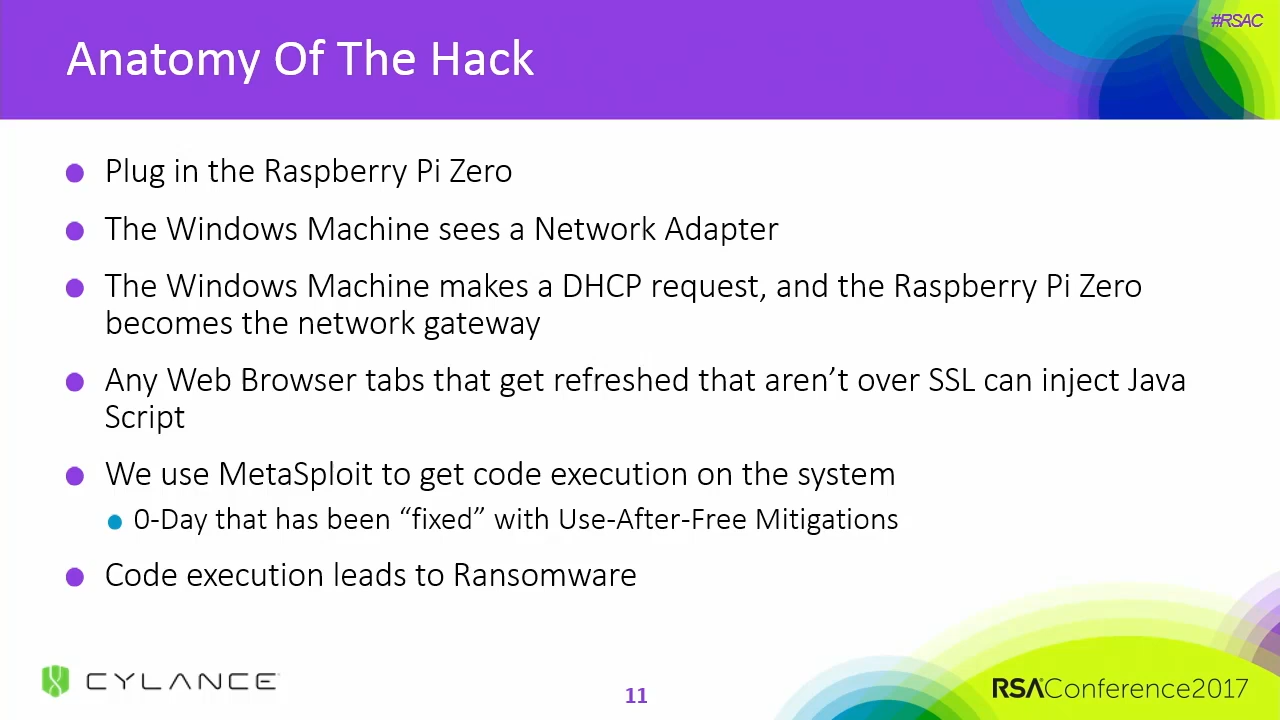 #RSAC
Anatomy Of The Hack
Plug in the Raspberry Pi Zero
The Windows Machine sees a Network Adapter
The Windows Machine makes a DHCP request, and the Raspberry Pi Zero
becomes the network gateway
Any Web Browser tabs that get refreshed that aren’t over SSL can inject Java
Script
We use MetaSploit to get code execution on the system
0-Day that has been “fixed” with Use-After-Free Mitigations
Code execution leads to Ransomware
CYLANCE
11
RSAConference2017